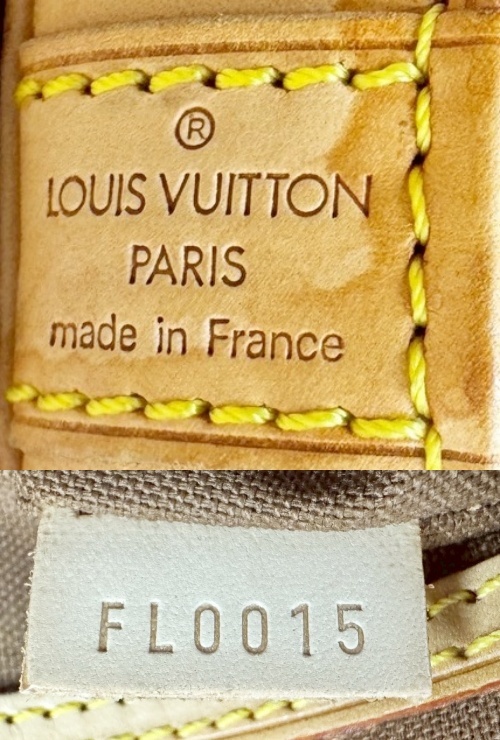 ®
LOUIS VUITTON
PARIS
made in France
FL0015